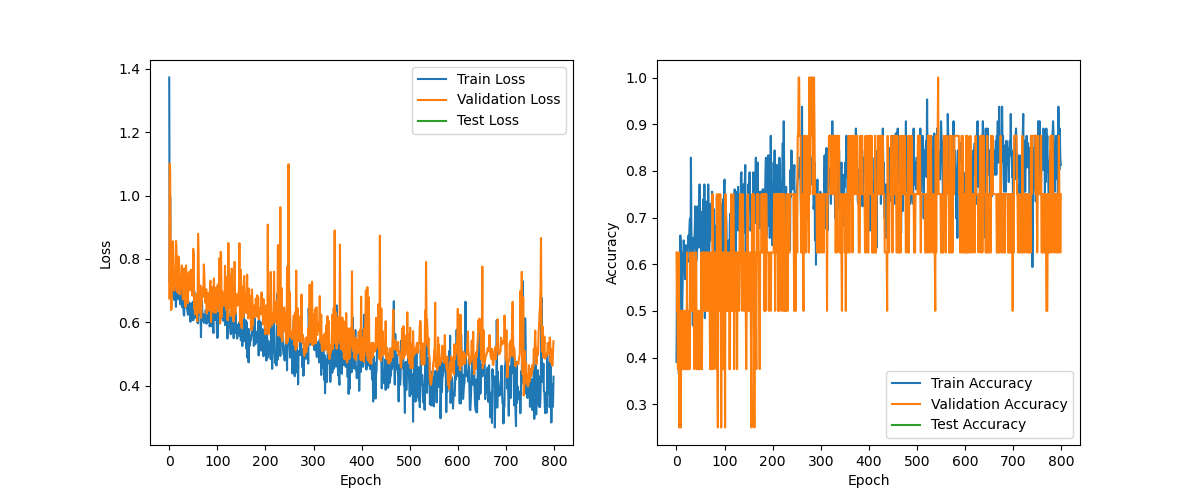 1.4
1.2
1.0
0.8
0.6
0.4
Loss
0 100 200 300 400 500 600 700 800
Epoch
Train Loss
Validation Loss
Test Loss
1.0
0.9
0.8
0.7
0.6
0.5
0.4
0.3
Accuracy
0 100 200 300 400 500 600 700 800
Epoch
Train Accuracy
Validation Accuracy
Test Accuracy